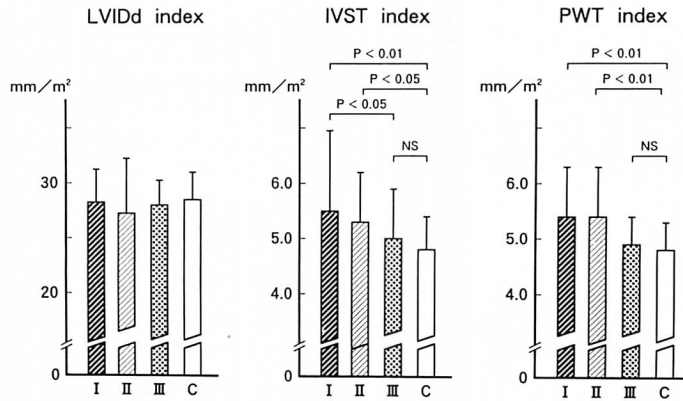 LVIDd index
mm/m²
30
20
0
I II III C
IVST index
P < 0.01
P < 0.05
P < 0.05
NS
mm/m²
6.0
5.0
4.0
0
I II III C
PWT index
P < 0.01
P < 0.01
NS
mm/m²
6.0
5.0
4.0
0
I II III C